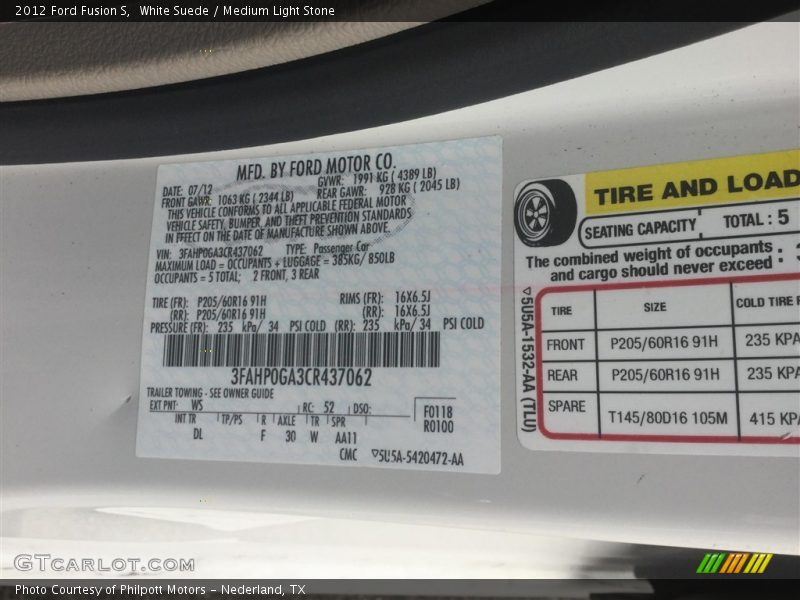 2012 Ford Fusion S, White Suede / Medium Light Stone
MFD. BY FORD MOTOR CO.
DATE: 07/12 GVWR: 1991 KG ( 4389 LB)
FRONT GAWR: 1063 KG ( 2344 LB) REAR GAWR: 928 KG ( 2045 LB)
THIS VEHICLE CONFORMS TO ALL APPLICABLE FEDERAL MOTOR
VEHICLE SAFETY, BUMPER, AND THEFT PREVENTION STANDARDS
IN EFFECT ON THE DATE OF MANUFACTURE SHOWN ABOVE.
VIN: 3FAHP0GA3CR437062 TYPE: Passenger Car
MAXIMUM LOAD = OCCUPANTS + LUGGAGE = 385KG/ 850LB
OCCUPANTS = 5 TOTAL; 2 FRONT, 3 REAR
TIRE (FR): P205/60R16 91H RIMS (FR): 16X6.5J
(RR): P205/60R16 91H (RR): 16X6.5J
PRESSURE (FR): 235 kPa/ 34 PSI COLD (RR): 235 kPa/ 34 PSI COLD
3FAHP0GA3CR437062
TRAILER TOWING - SEE OWNER GUIDE
EXT PNT: WS RC: 52 DSO: F0118
INT TR TP/PS R AXLE TR SPR R0100
DL F 30 W AA11
CMC ▽5U5A-5420472-AA
TIRE AND LOAD
SEATING CAPACITY TOTAL : 5
The combined weight of occupants
and cargo should never exceed :
▽5U5A-1532-AA (TLU)
TIRE SIZE COLD TIRE
FRONT P205/60R16 91H 235 KPA
REAR P205/60R16 91H 235 KPA
SPARE T145/80D16 105M 415 KPA
GTCARLOT.COM
Photo Courtesy of Philpott Motors – Nederland, TX